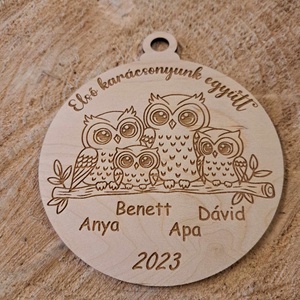 Első karácsonyunk együtt
Benett Dávid
Anya Apa
2023